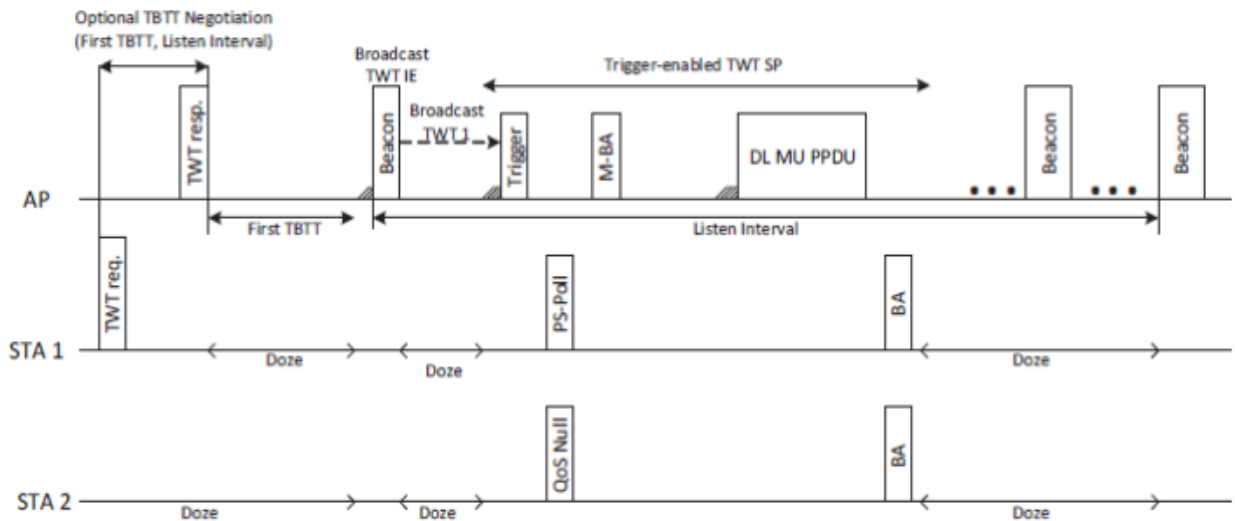 Optional TBTT Negotiation
(First TBTT, Listen Interval)
Broadcast
TWT IE
Trigger-enabled TWT SP
Broadcast
TWT 1
TWT resp.
Beacon
Trigger
M-BA
DL MU PPDU
Beacon
Beacon
AP
First TBTT
Listen Interval
TWT req.
PS-Poll
BA
STA 1
Doze
Doze
Doze
QoS Null
BA
STA 2
Doze
Doze
Doze